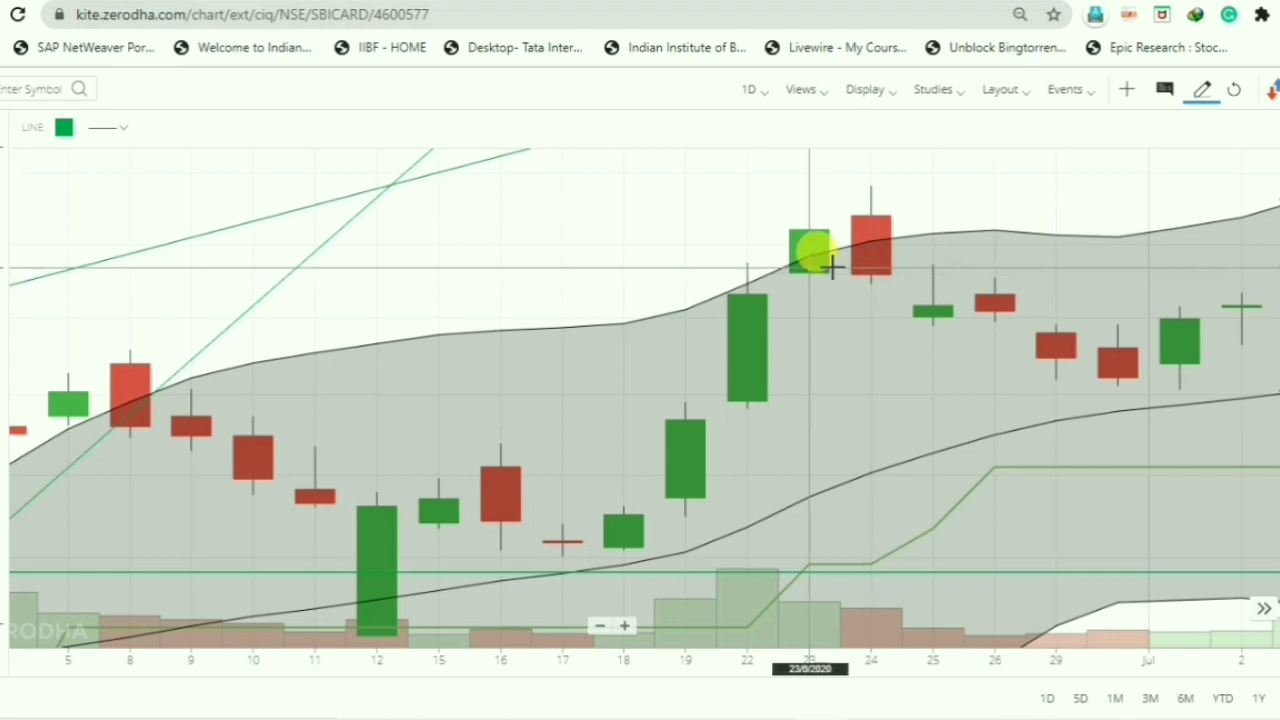 kite.zerodha.com/chart/ext/ciq/NSE/SBICARD/4600577
SAP NetWeaver Por... Welcome to Indian... IIBF - HOME Desktop- Tata Inter... Indian Institute of B... Livewire - My Cours... Unblock Bingtorren... Epic Research : Stoc...
nter Symbol 1D Views Display Studies Layout Events
LINE:
RODHA
5 8 9 10 11 12 15 16 17 18 19 22 23 24 25 26 29 Jul 2
23/6/2020
1D 5D 1M 3M 6M YTD 1Y